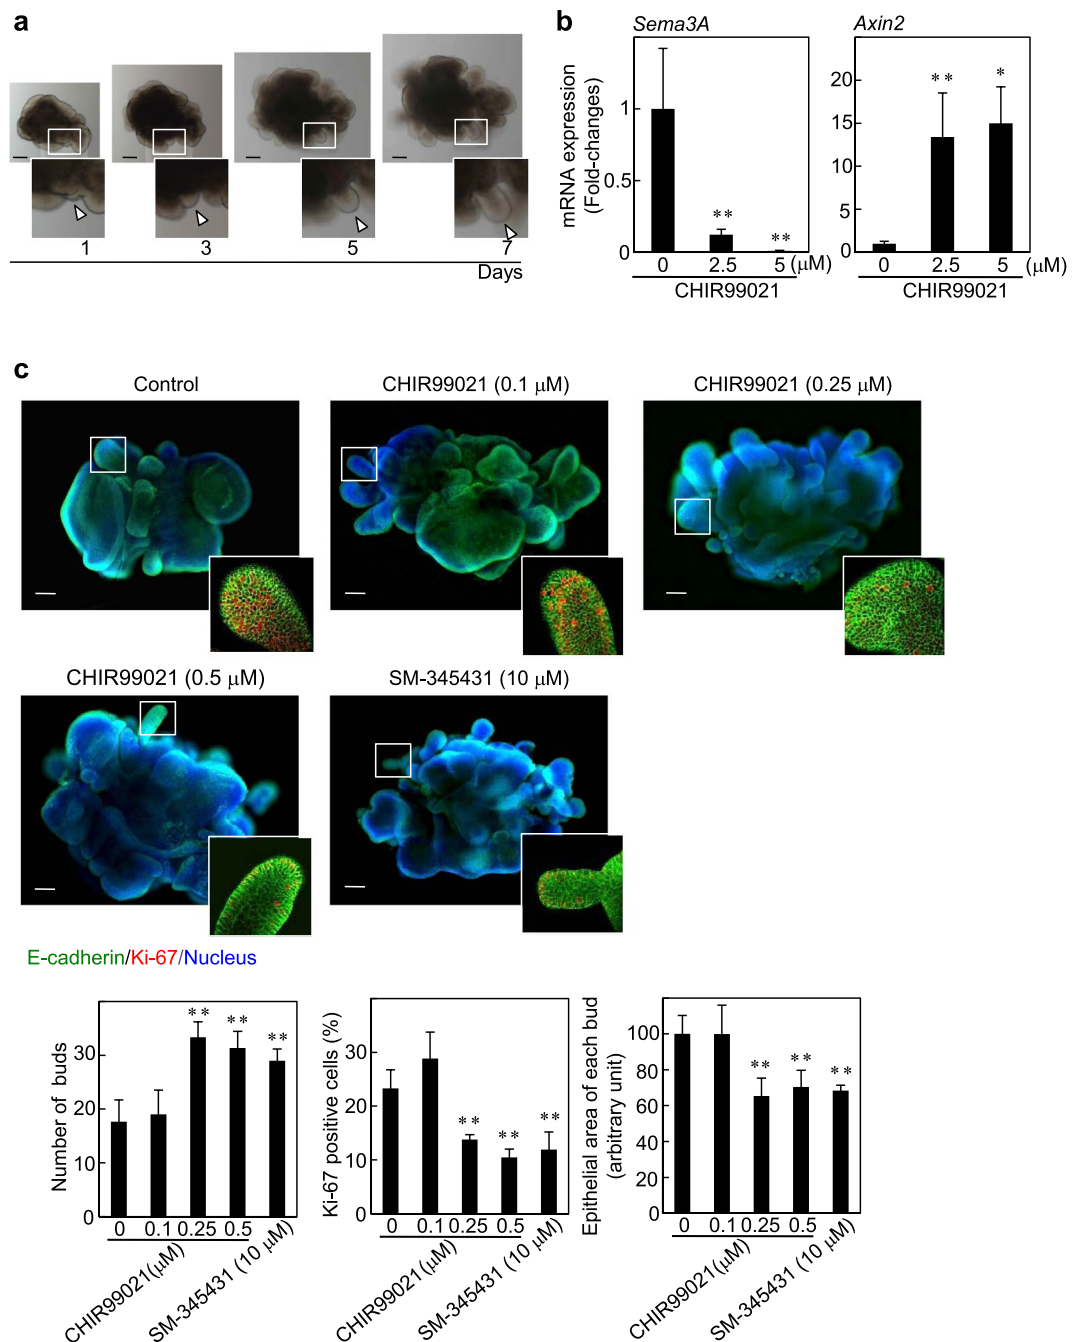 a
1 3 5 7
Days
b
Sema3A
mRNA expression
(Fold-changes)
1
0.5
0
** **
0 2.5 5 (μM)
CHIR99021
Axin2
20
15
10
5
0
** *
0 2.5 5 (μM)
CHIR99021
c
Control
CHIR99021 (0.1 μM)
CHIR99021 (0.25 μM)
CHIR99021 (0.5 μM)
SM-345431 (10 μM)
E-cadherin/Ki-67/Nucleus
Number of buds
30
20
10
0
** ** **
0 0.1 0.25 0.5
CHIR99021(μM)
SM-345431 (10 μM)
Ki-67 positive cells (%)
30
20
10
0
** ** **
0 0.1 0.25 0.5
CHIR99021(μM)
SM-345431 (10 μM)
Epithelial area of each bud
(arbitrary unit)
100
80
60
40
20
0
** ** **
0 0.1 0.25 0.5
CHIR99021(μM)
SM-345431 (10 μM)